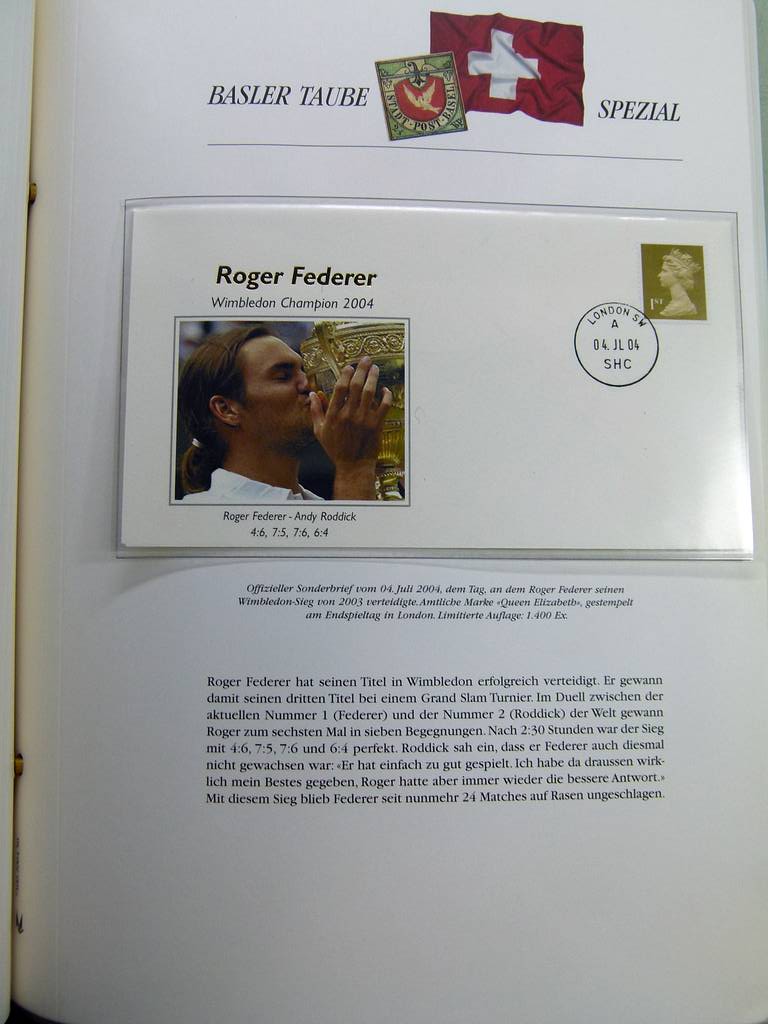 BASLER TAUBE
STADT·POST·BASEL
SPEZIAL
Roger Federer
Wimbledon Champion 2004
1ST
LONDON SW
A
04. JL 04
SHC
Roger Federer - Andy Roddick
4:6, 7:5, 7:6, 6:4
Offizieller Sonderbrief vom 04. Juli 2004, dem Tag, an dem Roger Federer seinen
Wimbledon-Sieg von 2003 verteidigte. Amtliche Marke «Queen Elizabeth», gestempelt
am Endspieltag in London. Limitierte Auflage: 1.400 Ex.
Roger Federer hat seinen Titel in Wimbledon erfolgreich verteidigt. Er gewann
damit seinen dritten Titel bei einem Grand Slam Turnier. Im Duell zwischen der
aktuellen Nummer 1 (Federer) und der Nummer 2 (Roddick) der Welt gewann
Roger zum sechsten Mal in sieben Begegnungen. Nach 2:30 Stunden war der Sieg
mit 4:6, 7:5, 7:6 und 6:4 perfekt. Roddick sah ein, dass er Federer auch diesmal
nicht gewachsen war: «Er hat einfach zu gut gespielt. Ich habe da draussen wirk-
lich mein Bestes gegeben, Roger hatte aber immer wieder die bessere Antwort.»
Mit diesem Sieg blieb Federer seit nunmehr 24 Matches auf Rasen ungeschlagen.